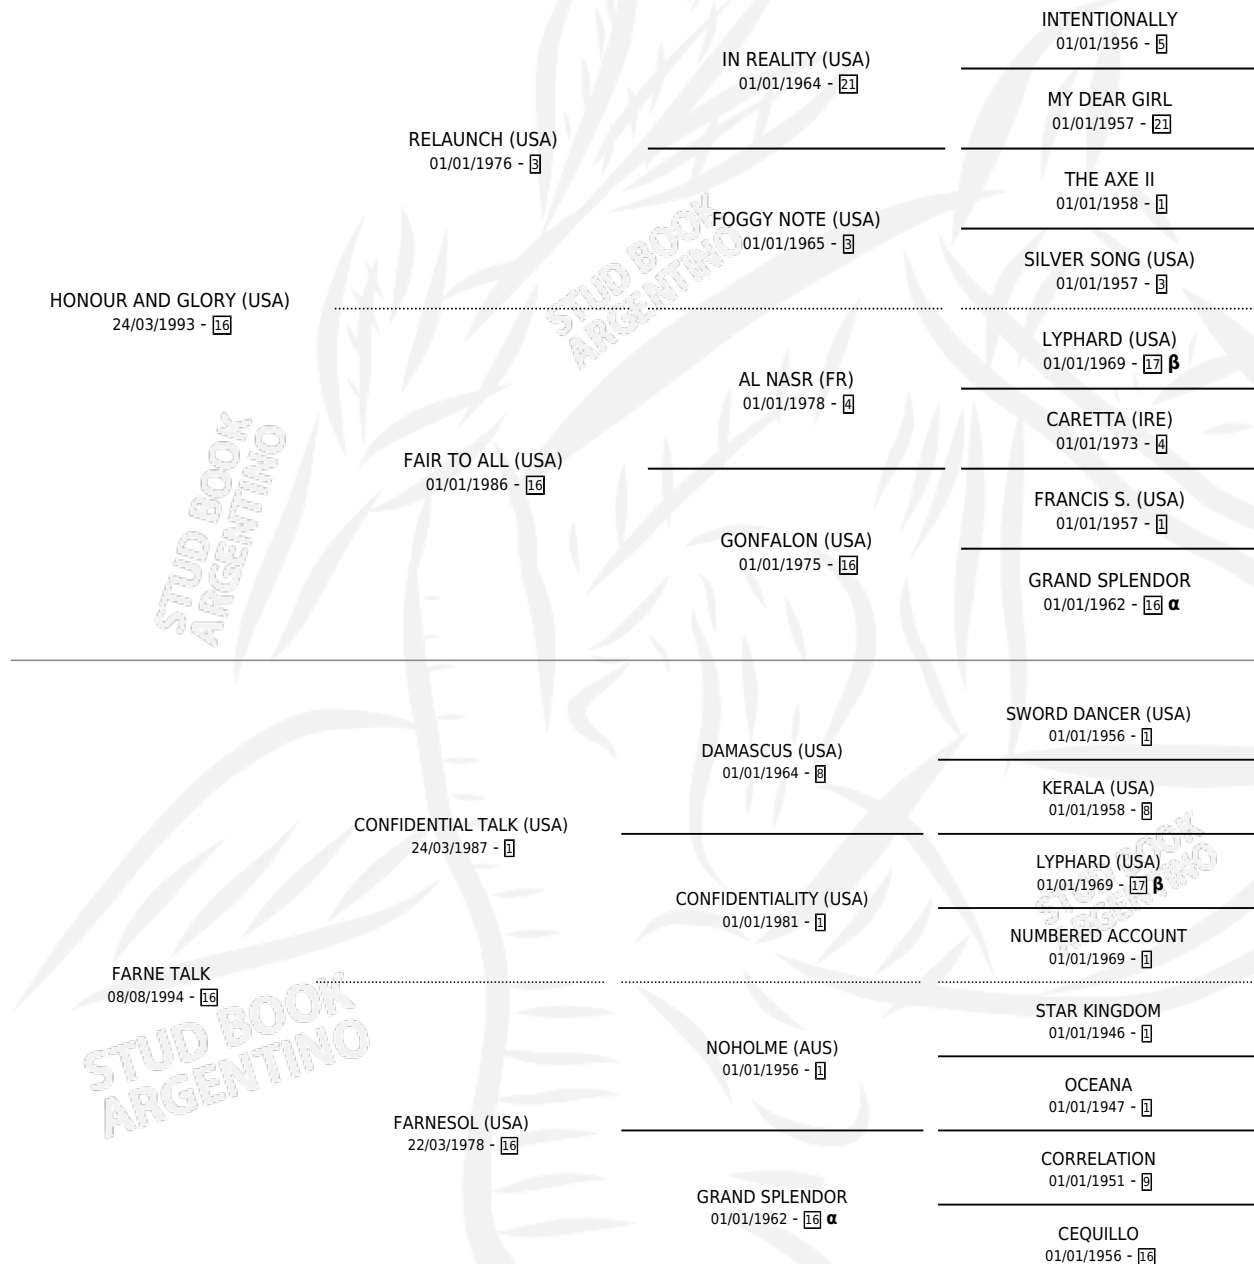 INTENTIONALLY
01/01/1956 - 5
IN REALITY (USA)
01/01/1964 - 21
MY DEAR GIRL
01/01/1957 - 21
RELAUNCH (USA)
01/01/1976 - 3
THE AXE II
01/01/1958 - 1
FOGGY NOTE (USA)
01/01/1965 - 3
SILVER SONG (USA)
01/01/1957 - 3
STUD BOOK
ARGENTINO
HONOUR AND GLORY (USA)
24/03/1993 - 16
LYPHARD (USA)
01/01/1969 - 17 β
AL NASR (FR)
01/01/1978 - 4
CARETTA (IRE)
01/01/1973 - 4
FAIR TO ALL (USA)
01/01/1986 - 16
FRANCIS S. (USA)
01/01/1957 - 1
GONFALON (USA)
01/01/1975 - 16
GRAND SPLENDOR
01/01/1962 - 16 α
STUD BOOK
ARGENTINO
SWORD DANCER (USA)
01/01/1956 - 1
DAMASCUS (USA)
01/01/1964 - 8
KERALA (USA)
01/01/1958 - 8
CONFIDENTIAL TALK (USA)
24/03/1987 - 1
LYPHARD (USA)
01/01/1969 - 17 β
CONFIDENTIALITY (USA)
01/01/1981 - 1
NUMBERED ACCOUNT
01/01/1969 - 1
STUD BOOK
ARGENTINO
FARNE TALK
08/08/1994 - 16
STAR KINGDOM
01/01/1946 - 1
NOHOLME (AUS)
01/01/1956 - 1
OCEANA
01/01/1947 - 1
STUD BOOK
ARGENTINO
FARNESOL (USA)
22/03/1978 - 16
CORRELATION
01/01/1951 - 9
GRAND SPLENDOR
01/01/1962 - 16 α
CEQUILLO
01/01/1956 - 16